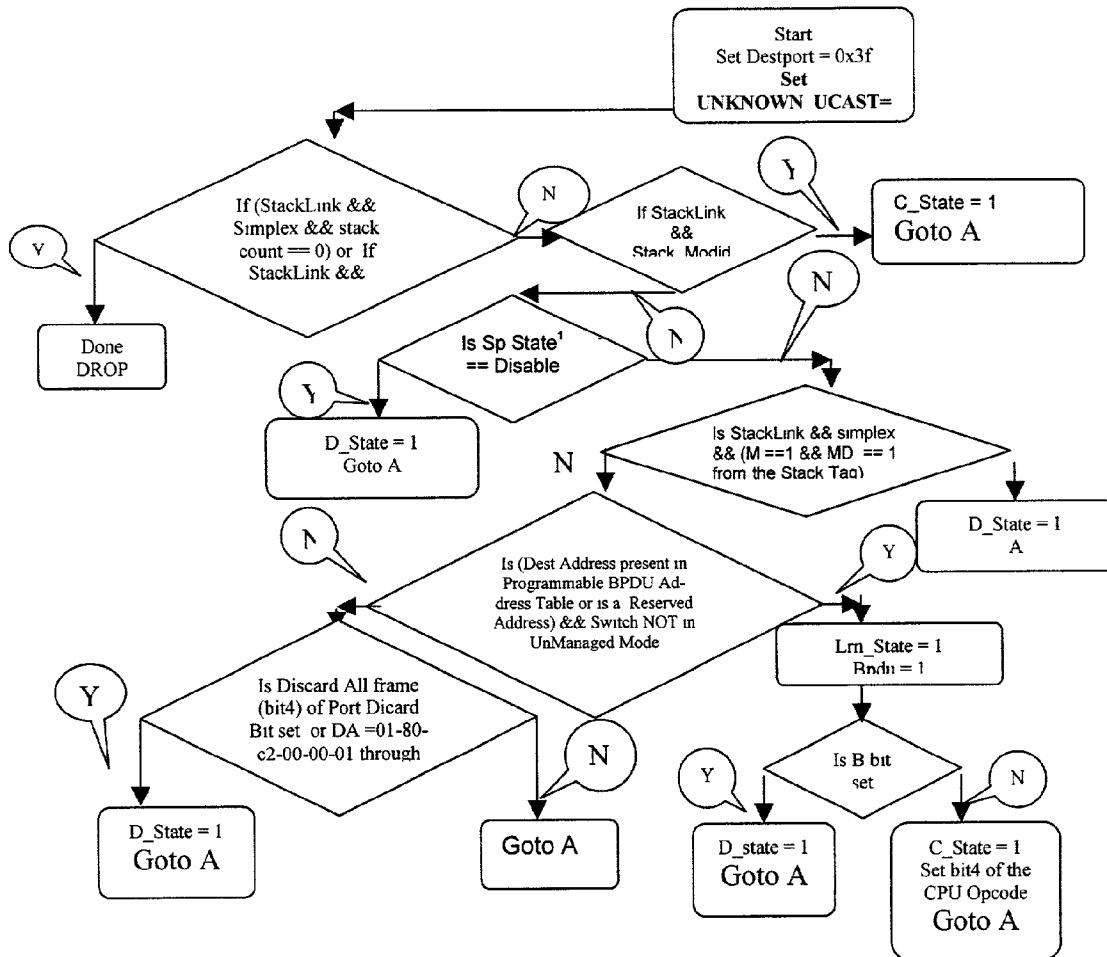 Start
Set Destport = 0x3f
Set
UNKNOWN UCAST=
If (StackLink &&
Simplex && stack
count == 0) or If
StackLink &&
Y
N
Done
DROP
If StackLink
&&
Stack Modid
Y
C_State = 1
Goto A
N
N
Is Sp State¹
== Disable
Y
D_State = 1
Goto A
Is StackLink && simplex
&& (M ==1 && MD == 1
from the Stack Tag)
N
D_State = 1
A
N
Y
Is (Dest Address present in
Programmable BPDU Ad-
dress Table or is a Reserved
Address) && Switch NOT in
UnManaged Mode
Lrn_State = 1
Bpdu = 1
Y
Is Discard All frame
(bit4) of Port Dicard
Bit set or DA =01-80-
c2-00-00-01 through
N
D_State = 1
Goto A
Goto A
Is B bit
set
Y
N
D_state = 1
Goto A
C_State = 1
Set bit4 of the
CPU Opcode
Goto A